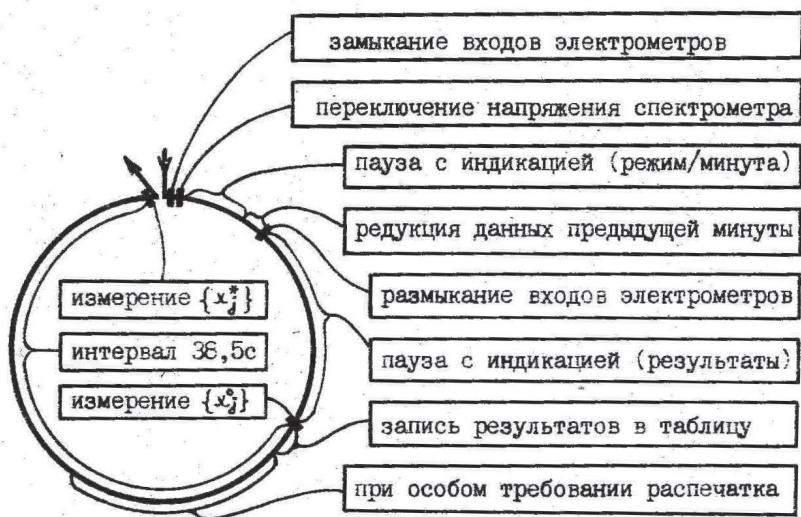 замыкание входов электрометров
переключение напряжения спектрометра
пауза с индикацией (режим/минута)
редукция данных предыдущей минуты
измерение {x*j}
размыкание входов электрометров
интервал 38,5с
пауза с индикацией (результаты)
измерение {x°j}
запись результатов в таблицу
при особом требовании распечатка